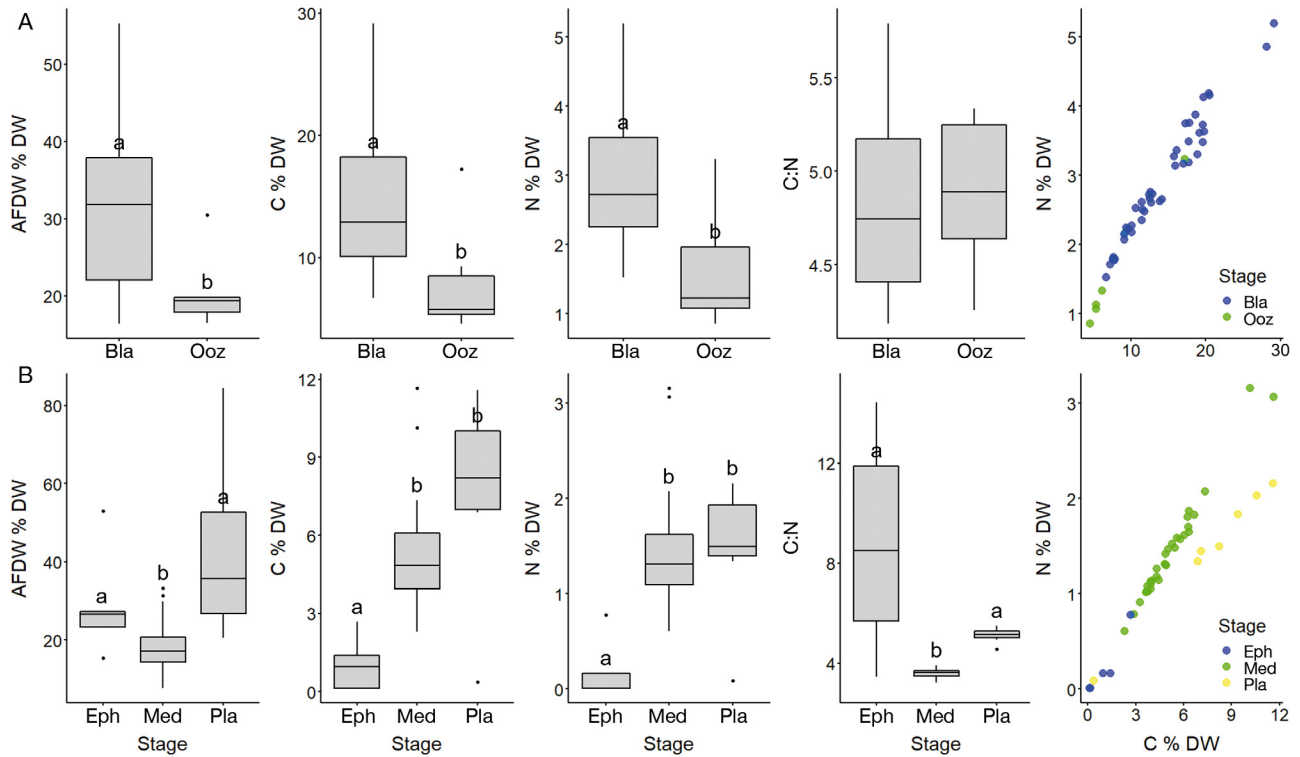 A
AFDW % DW
50
40
30
20
a
b
Bla
Ooz
C % DW
30
20
10
a
b
Bla
Ooz
N % DW
5
4
3
2
1
a
b
Bla
Ooz
C:N
5.5
5.0
4.5
Bla
Ooz
N % DW
5
4
3
2
1
10
20
30
Stage
Bla
Ooz
B
AFDW % DW
80
60
40
20
a
b
a
Eph
Med
Pla
Stage
C % DW
12
9
6
3
0
a
b
b
Eph
Med
Pla
Stage
N % DW
3
2
1
0
a
b
b
Eph
Med
Pla
Stage
C:N
12
8
4
a
b
a
Eph
Med
Pla
Stage
N % DW
3
2
1
0
0
3
6
9
12
C % DW
Stage
Eph
Med
Pla